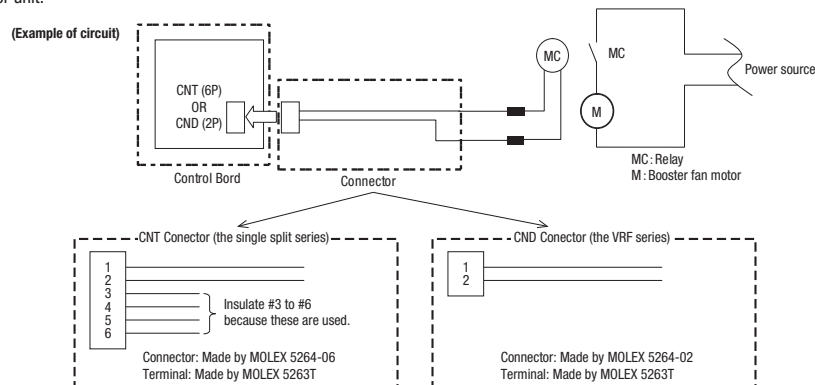 or unit.
(Example of circuit)
CNT (6P)
OR
CND (2P)
Control Bord
Connector
MC
MC
M
Power source
MC: Relay
M: Booster fan motor
CNT Conector (the single split series)
1
2
3
4
5
6
Insulate #3 to #6
because these are used.
Connector: Made by MOLEX 5264-06
Terminal: Made by MOLEX 5263T
CND Conector (the VRF series)
1
2
Connector: Made by MOLEX 5264-02
Terminal: Made by MOLEX 5263T